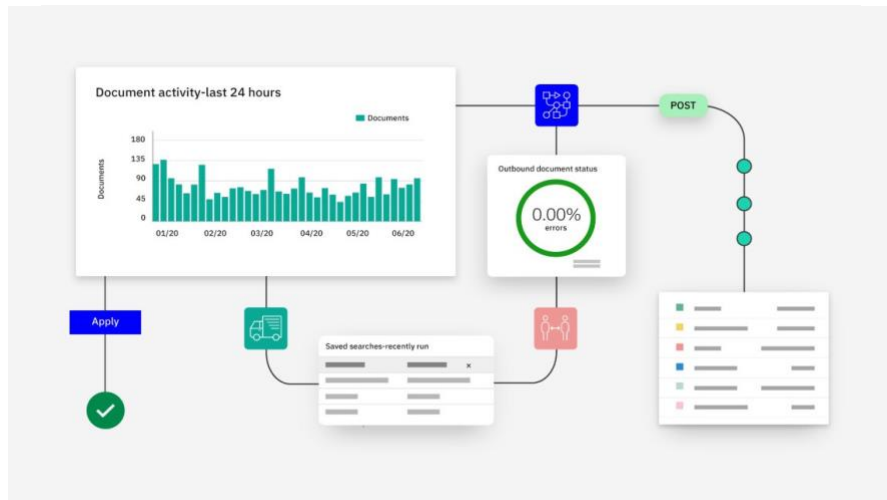 Document activity-last 24 hours
Documents
Documents
180
135
90
45
0
01/20 02/20 03/20 04/20 05/20 06/20
Apply
POST
Outbound document status
0.00%
errors
Saved searches-recently run
x